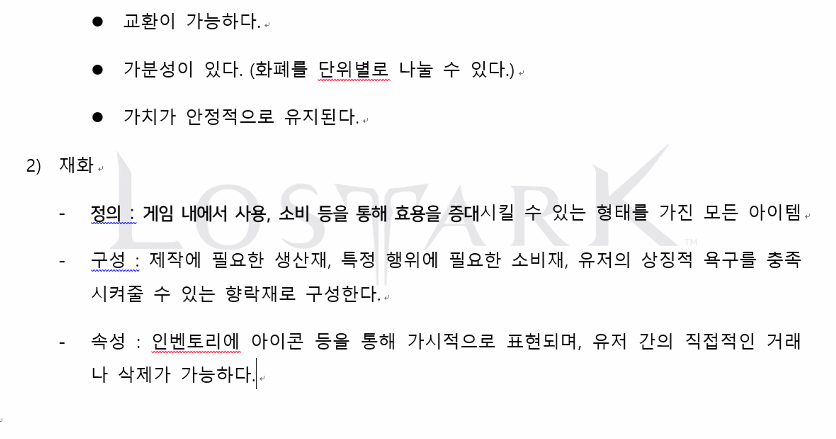 ● 교환이 가능하다.
● 가분성이 있다. (화폐를 단위별로 나눌 수 있다.)
● 가치가 안정적으로 유지된다.
2) 재화
LOSTARK™
- 정의 : 게임 내에서 사용, 소비 등을 통해 효용을 증대시킬 수 있는 형태를 가진 모든 아이템
- 구성 : 제작에 필요한 생산재, 특정 행위에 필요한 소비재, 유저의 상징적 욕구를 충족
시켜줄 수 있는 향락재로 구성한다.
- 속성 : 인벤토리에 아이콘 등을 통해 가시적으로 표현되며, 유저 간의 직접적인 거래
나 삭제가 가능하다.